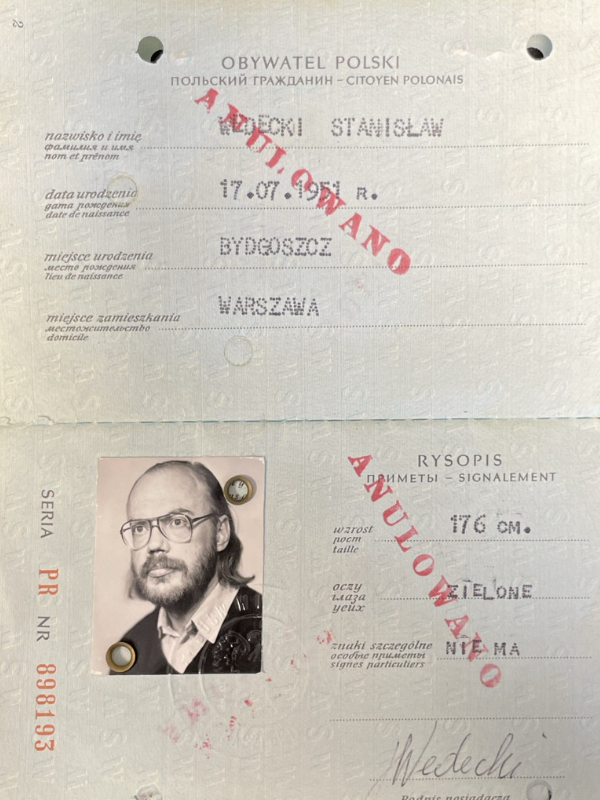 2
OBYWATEL POLSKI
ПОЛЬСКИЙ ГРАЖДАНИН – CITOYEN POLONAIS
nazwisko i imię
фамилия и имя
nom et prénom
WEDECKI STANISŁAW
data urodzenia
дата рождения
date de naissance
17.07.1951 R.
miejsce urodzenia
место рождения
lieu de naissance
BYDGOSZCZ
miejsce zamieszkania
местожительство
domicile
WARSZAWA
ANULOWANO
RYSOPIS
ПРИМЕТЫ – SIGNALEMENT
wzrost
рост
taille
176 CM.
oczy
глаза
yeux
ZIELONE
znaki szczególne
особые приметы
signes particuliers
NIE MA
ANULOWANO
SERIA PR NR 898193
Wedecki
Podpis posiadacza